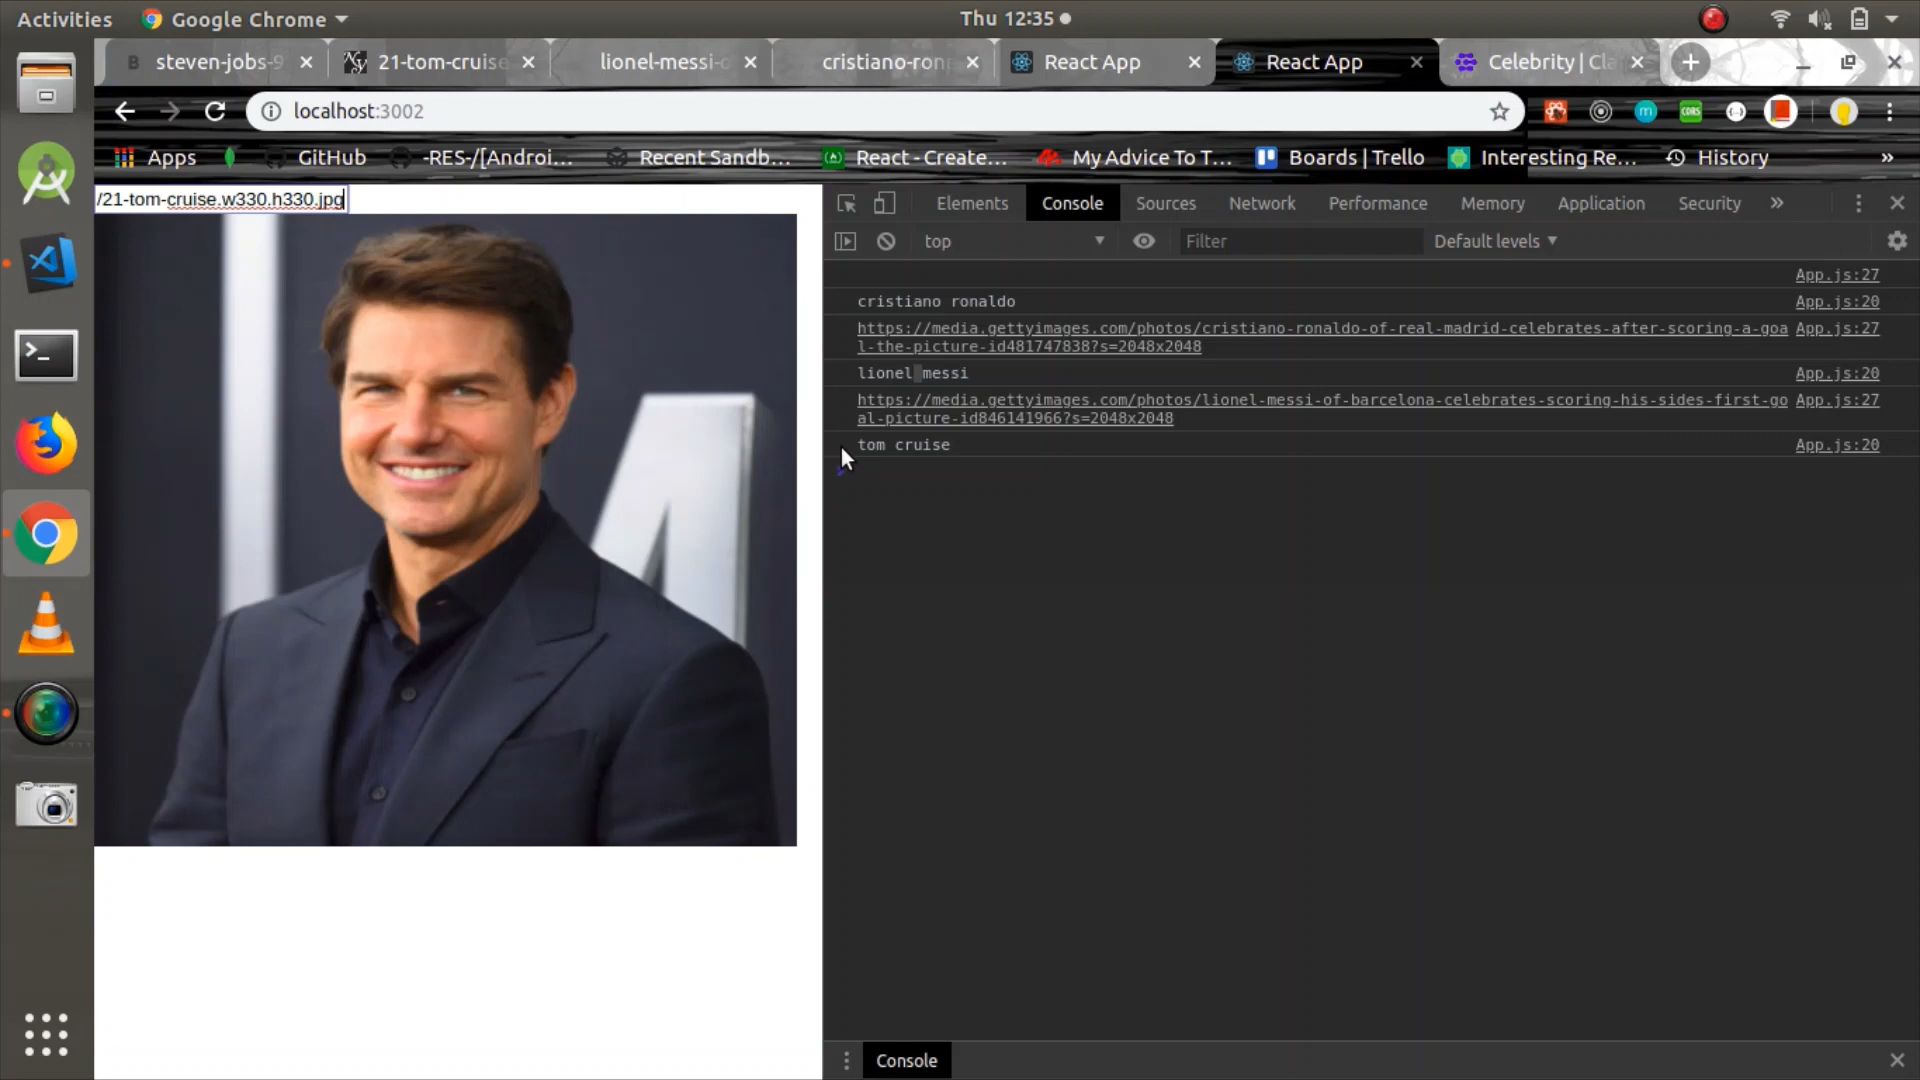 Activities Google Chrome Thu 12:35
steven-jobs-9 21-tom-cruise lionel-messi-o cristiano-ron React App React App Celebrity | Cla
localhost:3002
Apps GitHub -RES-/[Androi... Recent Sandb... React - Create... My Advice To T... Boards | Trello Interesting Re... History »
/21-tom-cruise.w330.h330.jpg
Elements Console Sources Network Performance Memory Application Security »
top Filter Default levels
App.js:27
cristiano ronaldo App.js:20
https://media.gettyimages.com/photos/cristiano-ronaldo-of-real-madrid-celebrates-after-scoring-a-goa App.js:27
l-the-picture-id481747838?s=2048x2048
lionel messi App.js:20
https://media.gettyimages.com/photos/lionel-messi-of-barcelona-celebrates-scoring-his-sides-first-go App.js:27
al-picture-id846141966?s=2048x2048
tom cruise App.js:20
A
Console